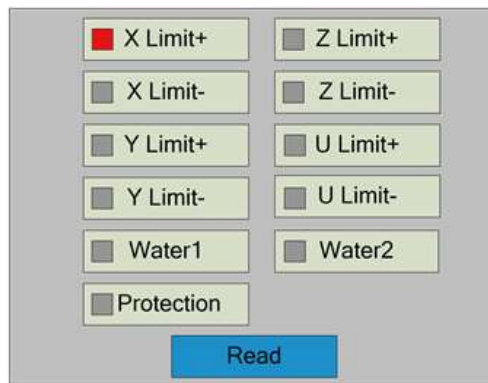 X Limit+
Z Limit+
X Limit-
Z Limit-
Y Limit+
U Limit+
Y Limit-
U Limit-
Water1
Water2
Protection
Read